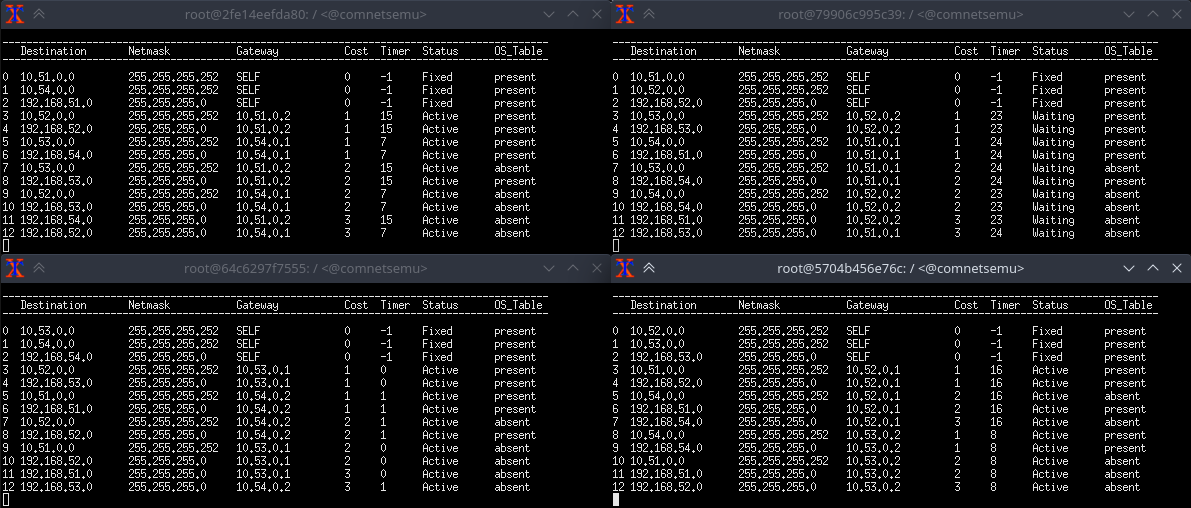 root@2fe14eefda80: / <@comnetsemu>
Destination Netmask Gateway Cost Timer Status OS_Table
0 10.51.0.0 255.255.255.252 SELF 0 -1 Fixed present
1 10.54.0.0 255.255.255.252 SELF 0 -1 Fixed present
2 192.168.51.0 255.255.255.0 SELF 0 -1 Fixed present
3 10.52.0.0 255.255.255.252 10.51.0.2 1 15 Active present
4 192.168.52.0 255.255.255.0 10.51.0.2 1 15 Active present
5 10.53.0.0 255.255.255.252 10.54.0.1 1 7 Active present
6 192.168.54.0 255.255.255.0 10.54.0.1 1 7 Active present
7 10.53.0.0 255.255.255.252 10.51.0.2 2 15 Active absent
8 192.168.53.0 255.255.255.0 10.51.0.2 2 15 Active present
9 10.52.0.0 255.255.255.252 10.54.0.1 2 7 Active absent
10 192.168.53.0 255.255.255.0 10.54.0.1 2 7 Active absent
11 192.168.54.0 255.255.255.0 10.51.0.2 3 15 Active absent
12 192.168.52.0 255.255.255.0 10.54.0.1 3 7 Active absent
root@79906c995c39: / <@comnetsemu>
Destination Netmask Gateway Cost Timer Status OS_Table
0 10.51.0.0 255.255.255.252 SELF 0 -1 Fixed present
1 10.52.0.0 255.255.255.252 SELF 0 -1 Fixed present
2 192.168.52.0 255.255.255.0 SELF 0 -1 Fixed present
3 10.53.0.0 255.255.255.252 10.52.0.2 1 23 Waiting present
4 192.168.53.0 255.255.255.0 10.52.0.2 1 23 Waiting present
5 10.54.0.0 255.255.255.252 10.51.0.1 1 24 Waiting present
6 192.168.51.0 255.255.255.0 10.51.0.1 1 24 Waiting present
7 10.53.0.0 255.255.255.252 10.51.0.1 2 24 Waiting absent
8 192.168.54.0 255.255.255.0 10.51.0.1 2 24 Waiting present
9 10.54.0.0 255.255.255.252 10.52.0.2 2 23 Waiting absent
10 192.168.54.0 255.255.255.0 10.52.0.2 2 23 Waiting absent
11 192.168.51.0 255.255.255.0 10.52.0.2 3 23 Waiting absent
12 192.168.53.0 255.255.255.0 10.51.0.1 3 24 Waiting absent
root@64c6297f7555: / <@comnetsemu>
Destination Netmask Gateway Cost Timer Status OS_Table
0 10.53.0.0 255.255.255.252 SELF 0 -1 Fixed present
1 10.54.0.0 255.255.255.252 SELF 0 -1 Fixed present
2 192.168.54.0 255.255.255.0 SELF 0 -1 Fixed present
3 10.52.0.0 255.255.255.252 10.53.0.1 1 0 Active present
4 192.168.53.0 255.255.255.0 10.53.0.1 1 0 Active present
5 10.51.0.0 255.255.255.252 10.54.0.2 1 1 Active present
6 192.168.51.0 255.255.255.0 10.54.0.2 1 1 Active present
7 10.52.0.0 255.255.255.252 10.54.0.2 2 1 Active absent
8 192.168.52.0 255.255.255.0 10.54.0.2 2 1 Active present
9 10.51.0.0 255.255.255.252 10.53.0.1 2 0 Active absent
10 192.168.52.0 255.255.255.0 10.53.0.1 2 0 Active absent
11 192.168.51.0 255.255.255.0 10.53.0.1 3 0 Active absent
12 192.168.53.0 255.255.255.0 10.54.0.2 3 1 Active absent
root@5704b456e76c: / <@comnetsemu>
Destination Netmask Gateway Cost Timer Status OS_Table
0 10.52.0.0 255.255.255.252 SELF 0 -1 Fixed present
1 10.53.0.0 255.255.255.252 SELF 0 -1 Fixed present
2 192.168.53.0 255.255.255.0 SELF 0 -1 Fixed present
3 10.51.0.0 255.255.255.252 10.52.0.1 1 16 Active present
4 192.168.52.0 255.255.255.0 10.52.0.1 1 16 Active present
5 10.54.0.0 255.255.255.252 10.52.0.1 2 16 Active absent
6 192.168.51.0 255.255.255.0 10.52.0.1 2 16 Active present
7 192.168.54.0 255.255.255.0 10.52.0.1 3 16 Active absent
8 10.54.0.0 255.255.255.252 10.53.0.2 1 8 Active present
9 192.168.54.0 255.255.255.0 10.53.0.2 1 8 Active present
10 10.51.0.0 255.255.255.252 10.53.0.2 2 8 Active absent
11 192.168.51.0 255.255.255.0 10.53.0.2 2 8 Active absent
12 192.168.52.0 255.255.255.0 10.53.0.2 3 8 Active absent